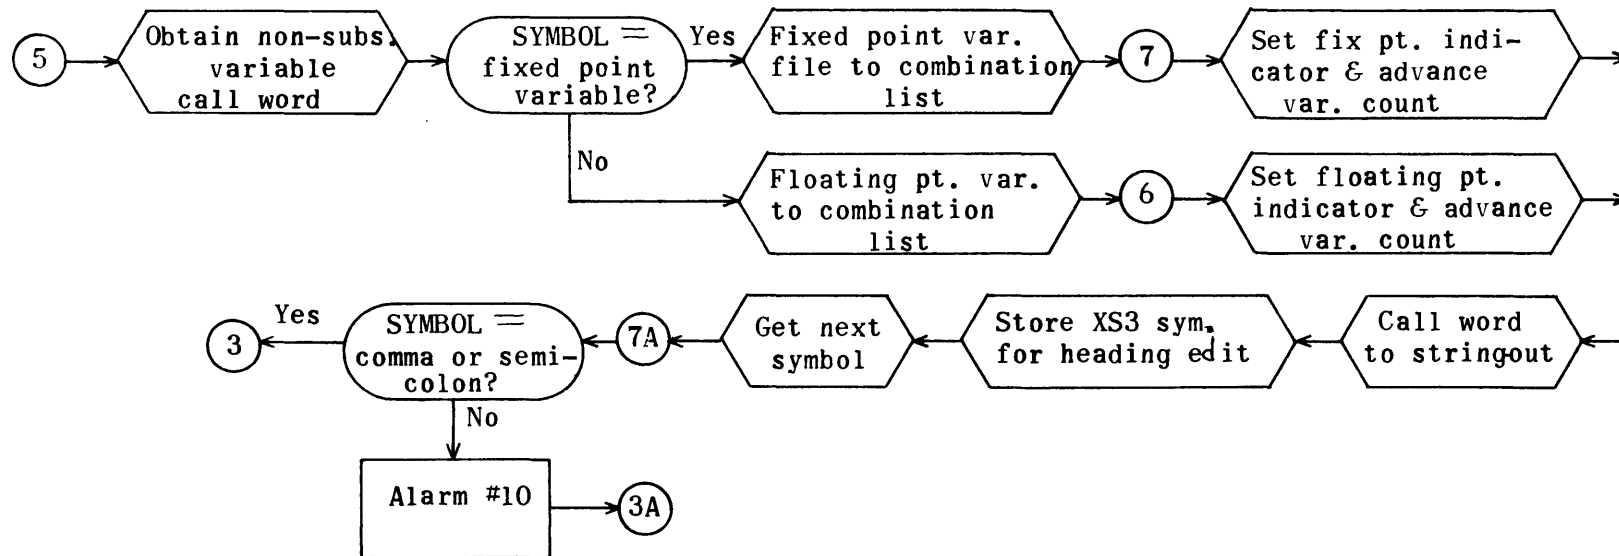 5
Obtain non-subs.
variable
call word
SYMBOL =
fixed point
variable?
Yes
Fixed point var.
file to combination
list
7
Set fix pt. indi-
cator & advance
var. count
No
Floating pt. var.
to combination
list
6
Set floating pt.
indicator & advance
var. count
3
Yes
SYMBOL =
comma or semi-
colon?
7A
Get next
symbol
Store XS3 sym.
for heading edit
Call word
to stringout
No
Alarm #10
3A